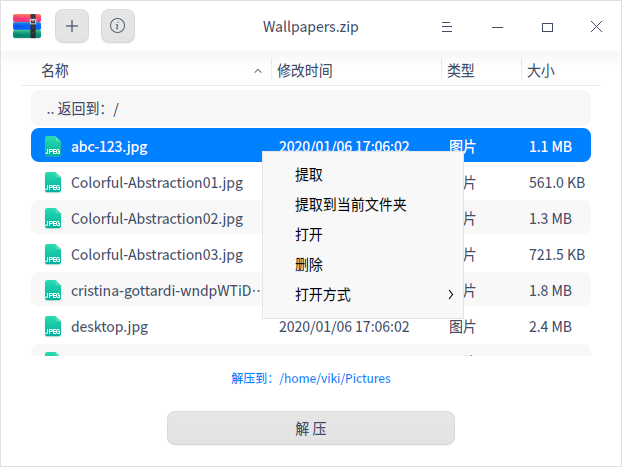 Wallpapers.zip
名称 修改时间 类型 大小
.. 返回到：/
abc-123.jpg 2020/01/06 17:06:02 图片 1.1 MB
提取
Colorful-Abstraction01.jpg 片 561.0 KB
提取到当前文件夹
Colorful-Abstraction02.jpg 片 1.3 MB
打开
Colorful-Abstraction03.jpg 片 721.5 KB
删除
cristina-gottardi-wndpWTiD··· 片 1.8 MB
打开方式
desktop.jpg 2020/01/06 17:06:02 图片 2.4 MB
解压到：/home/viki/Pictures
解 压